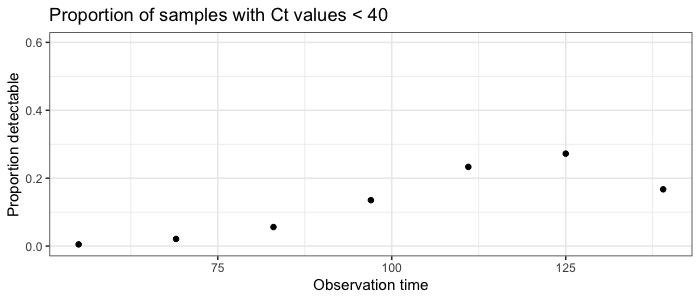 Proportion of samples with Ct values < 40
Proportion detectable
0.6
0.4
0.2
0.0
75
100
125
Observation time